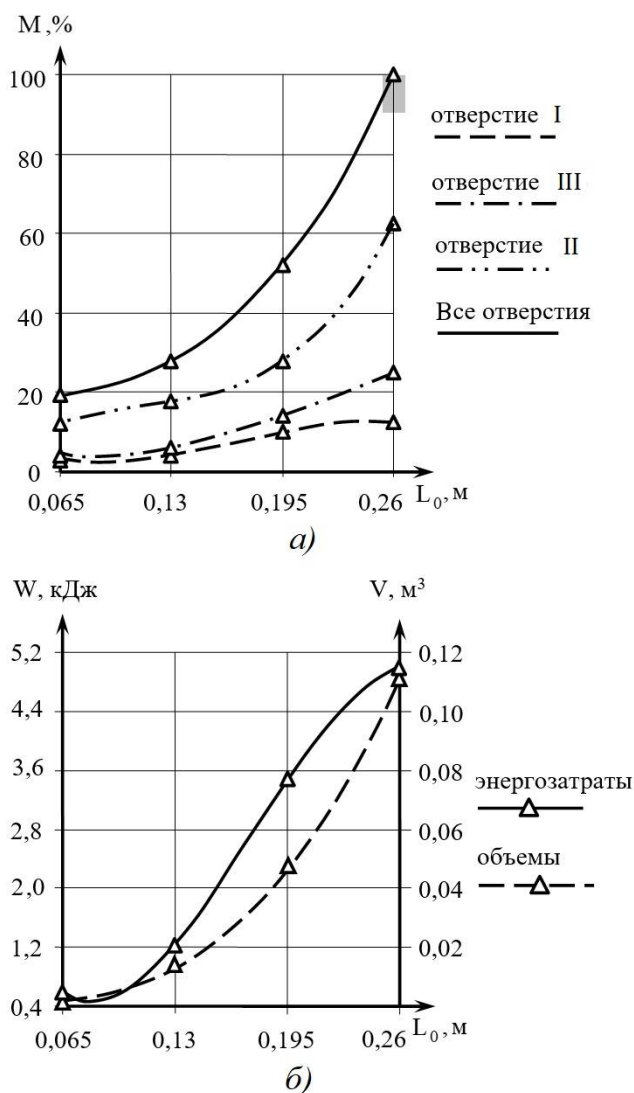 M ,%
100
80
60
40
20
0
0,065 0,13 0,195 0,26 L₀, м
отверстие I
отверстие III
отверстие II
Все отверстия
а)
W, кДж V, м³
5,2 0,12
4,4 0,10
3,6 0,08
2,8 0,06
2,0 0,04
1,2 0,02
0,4
0,065 0,13 0,195 0,26 L₀, м
энергозатраты
объемы
б)